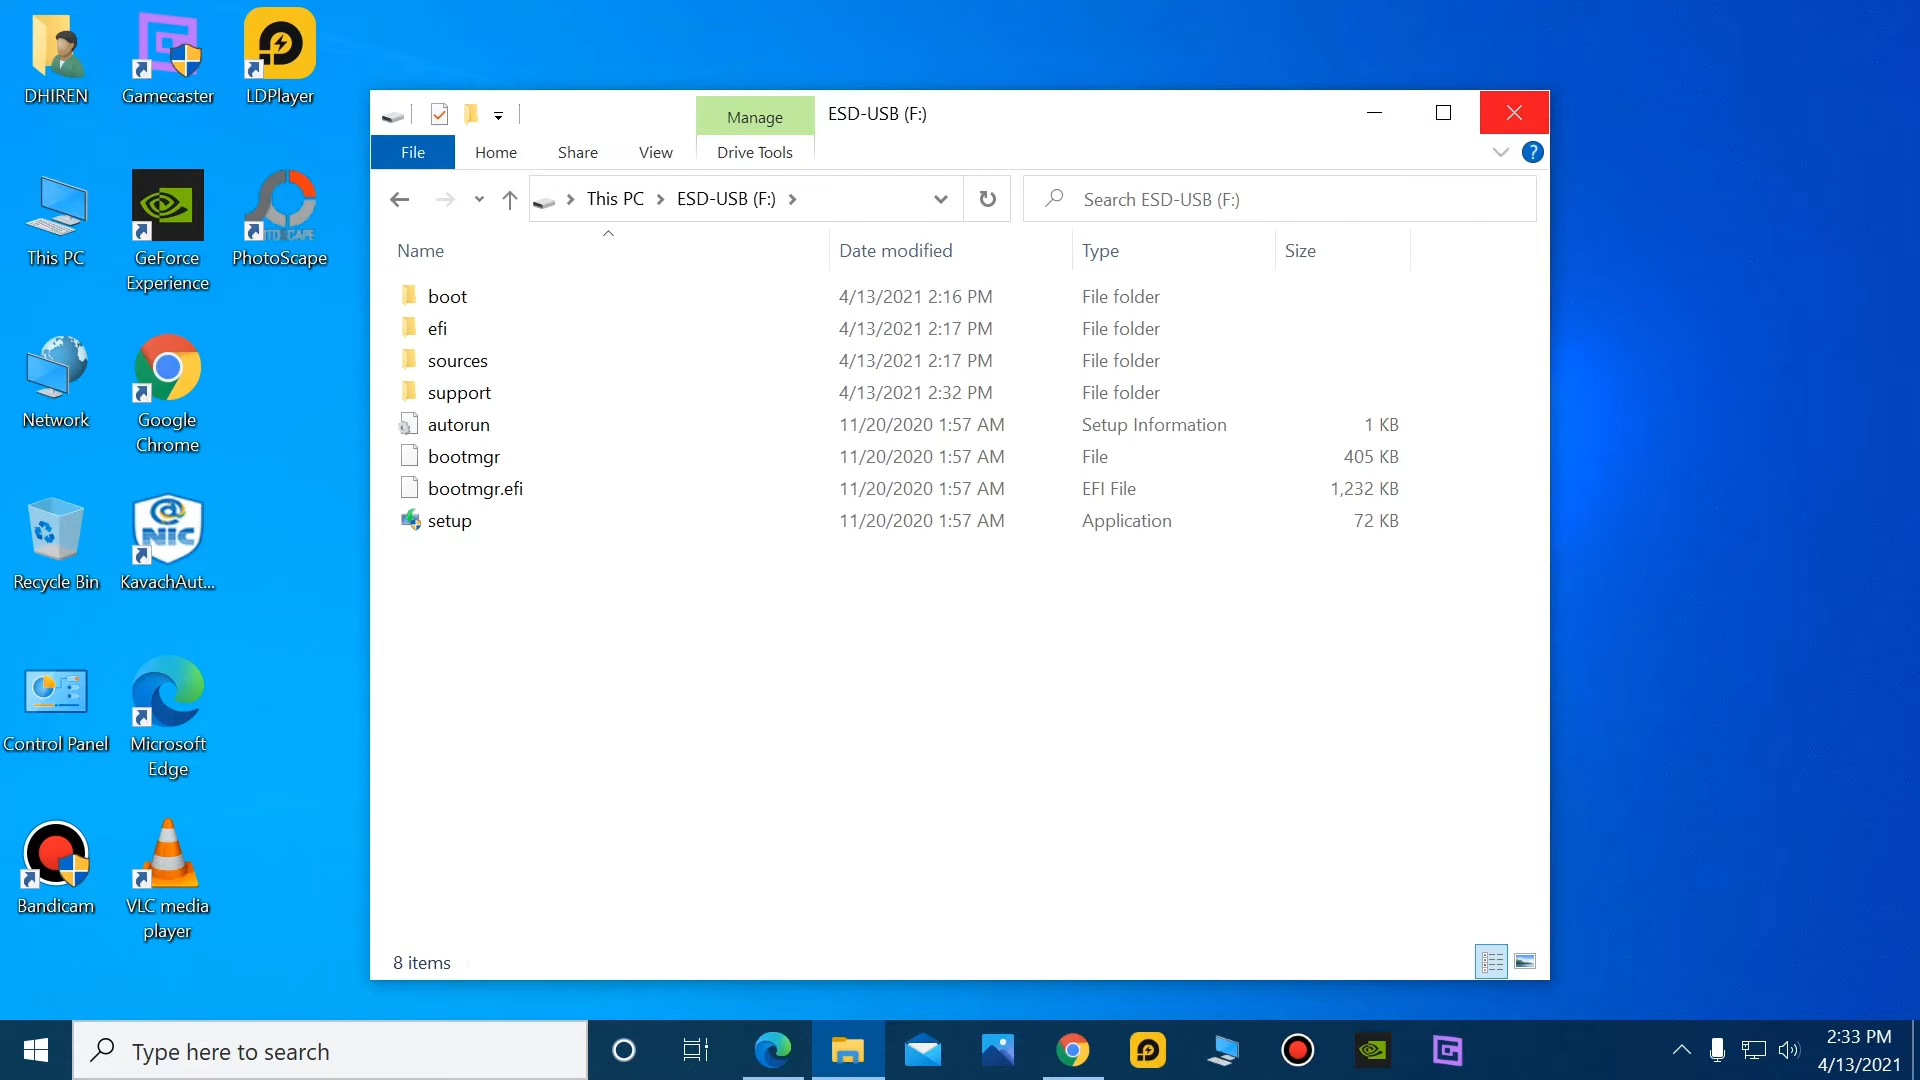 DHIREN
Gamecaster
LDPlayer
This PC
GeForce
Experience
PhotoScape
Network
Google
Chrome
Recycle Bin
NIC
KavachAut...
Control Panel
Microsoft
Edge
Bandicam
VLC media
player
Manage
ESD-USB (F:)
File
Home
Share
View
Drive Tools
This PC
ESD-USB (F:)
Search ESD-USB (F:)
Name
Date modified
Type
Size
boot 4/13/2021 2:16 PM File folder
efi 4/13/2021 2:17 PM File folder
sources 4/13/2021 2:17 PM File folder
support 4/13/2021 2:32 PM File folder
autorun 11/20/2020 1:57 AM Setup Information 1 KB
bootmgr 11/20/2020 1:57 AM File 405 KB
bootmgr.efi 11/20/2020 1:57 AM EFI File 1,232 KB
setup 11/20/2020 1:57 AM Application 72 KB
8 items
Type here to search
2:33 PM
4/13/2021